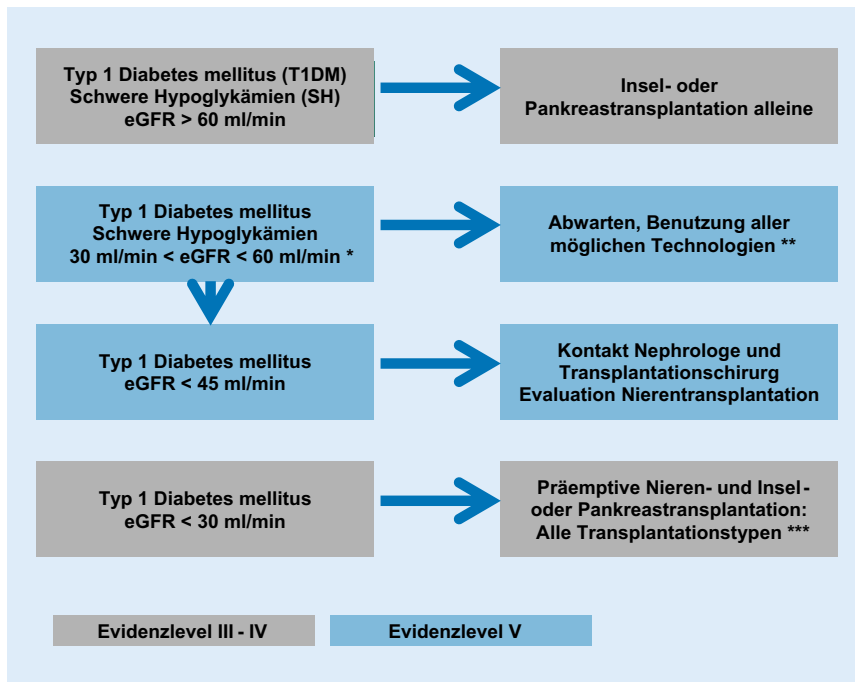 Typ 1 Diabetes mellitus (T1DM)
Schwere Hypoglykämien (SH)
eGFR > 60 ml/min
Insel- oder
Pankreastransplantation alleine
Typ 1 Diabetes mellitus
Schwere Hypoglykämien
30 ml/min < eGFR < 60 ml/min *
Abwarten, Benutzung aller
möglichen Technologien **
Typ 1 Diabetes mellitus
eGFR < 45 ml/min
Kontakt Nephrologe und
Transplantationschirurg
Evaluation Nierentransplantation
Typ 1 Diabetes mellitus
eGFR < 30 ml/min
Präemptive Nieren- und Insel-
oder Pankreastransplantation:
Alle Transplantationstypen ***
Evidenzlevel III - IV
Evidenzlevel V